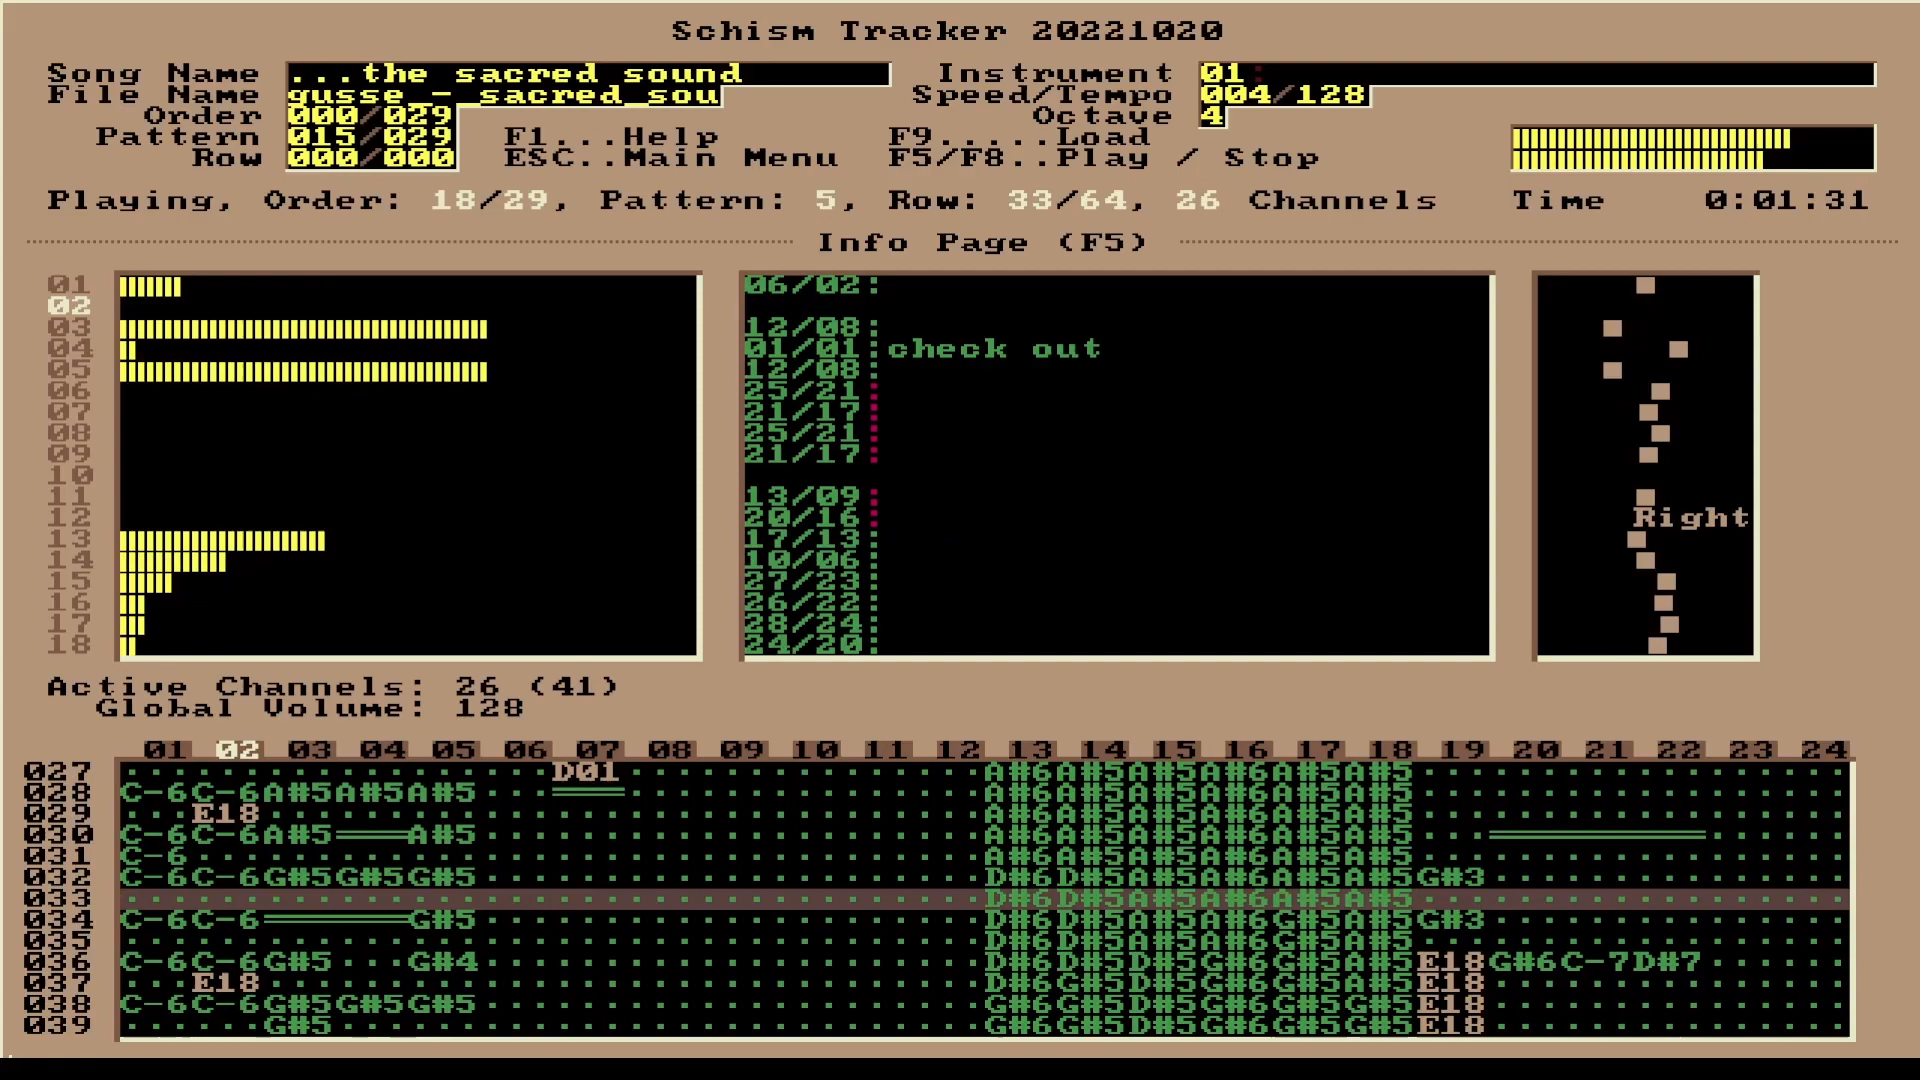 Schism Tracker 20221020
Song Name ...the sacred sound Instrument 01:
File Name gusse_-_sacred_sou Speed/Tempo 004/128
Order 000/029 Octave 4
Pattern 015/029 F1...Help F9.....Load
Row 000/000 ESC..Main Menu F5/F8..Play / Stop
Playing, Order: 18/29, Pattern: 5, Row: 33/64, 26 Channels Time 0:01:31
Info Page (F5)
01 06/02:
02
03 12/08:
04 01/01:check out
05 12/08:
06 25/21:
07 21/17:
08 25/21:
09 21/17:
10
11 13/09:
12 20/16: Right
13 17/13:
14 10/06:
15 27/23:
16 26/22:
17 28/24:
18 24/20:
Active Channels: 26 (41)
Global Volume: 128
01 02 03 04 05 06 07 08 09 10 11 12 13 14 15 16 17 18 19 20 21 22 23 24
027 D01 A#6A#5A#5A#6A#5A#5
028 C-6C-6A#5A#5A#5 A#6A#5A#5A#6A#5A#5
029 E18 A#6A#5A#5A#6A#5A#5
030 C-6C-6A#5 A#5 A#6A#5A#5A#6A#5A#5
031 C-6 A#6A#5A#5A#6A#5A#5
032 C-6C-6G#5G#5G#5 D#6D#5A#5A#6A#5A#5G#3
033 D#6D#5A#5A#6A#5A#5
034 C-6C-6 G#5 D#6D#5A#5A#6G#5A#5G#3
035 D#6D#5A#5A#6G#5A#5
036 C-6C-6G#5 G#4 D#6D#5D#5G#6G#5A#5E18G#6C-7D#7
037 E18 D#6G#5D#5G#6G#5A#5E18
038 C-6C-6G#5G#5G#5 G#6G#5D#5G#6G#5G#5E18
039 G#5 G#6G#5D#5G#6G#5G#5E18